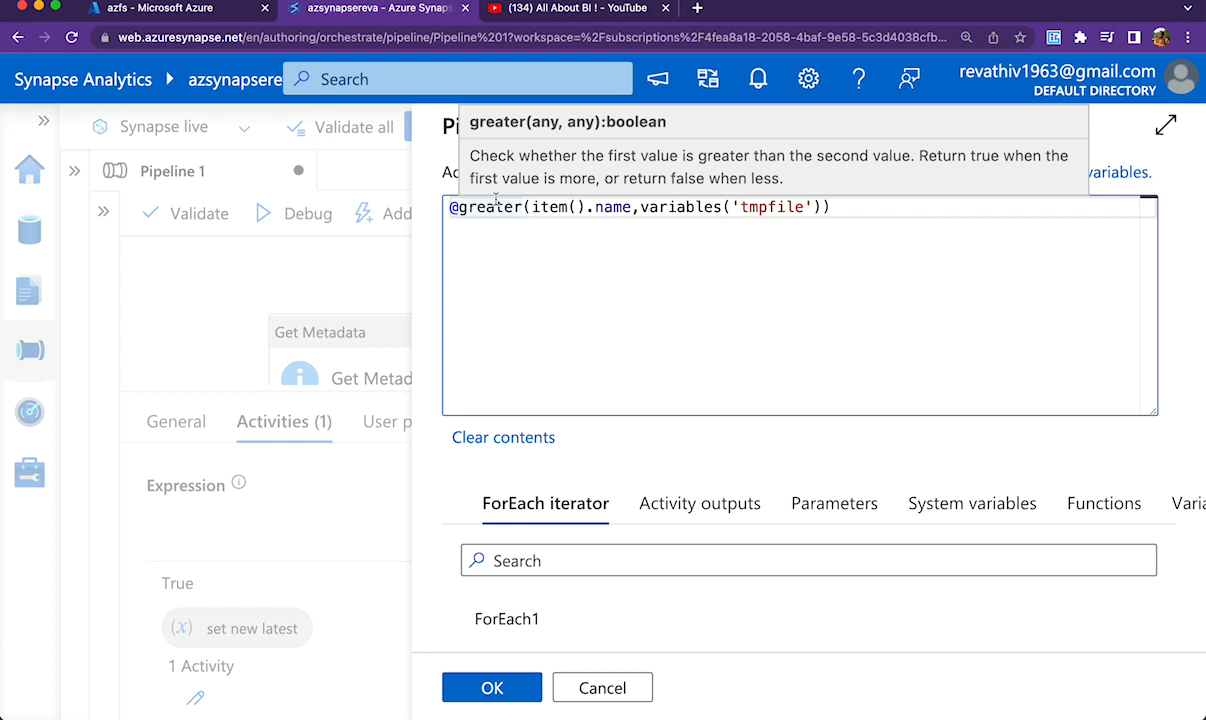 azfs - Microsoft Azure
azsynapsereva - Azure Synaps
(134) All About BI ! - YouTube
web.azuresynapse.net/en/authoring/orchestrate/pipeline/Pipeline%201?workspace=%2Fsubscriptions%2F4fea8a18-2058-4baf-9e58-5c3d4038cfb...
Synapse Analytics
azsynapsere
Search
revathiv1963@gmail.com
DEFAULT DIRECTORY
Synapse live
Validate all
Pi
greater(any, any):boolean
Check whether the first value is greater than the second value. Return true when the
first value is more, or return false when less.
Ad
variables.
Pipeline 1
Validate
Debug
Add
@greater(item().name,variables('tmpfile'))
Get Metadata
Get Metad
Clear contents
General
Activities (1)
User p
Expression
ForEach iterator
Activity outputs
Parameters
System variables
Functions
Varia
Search
True
(x) set new latest
1 Activity
ForEach1
OK
Cancel